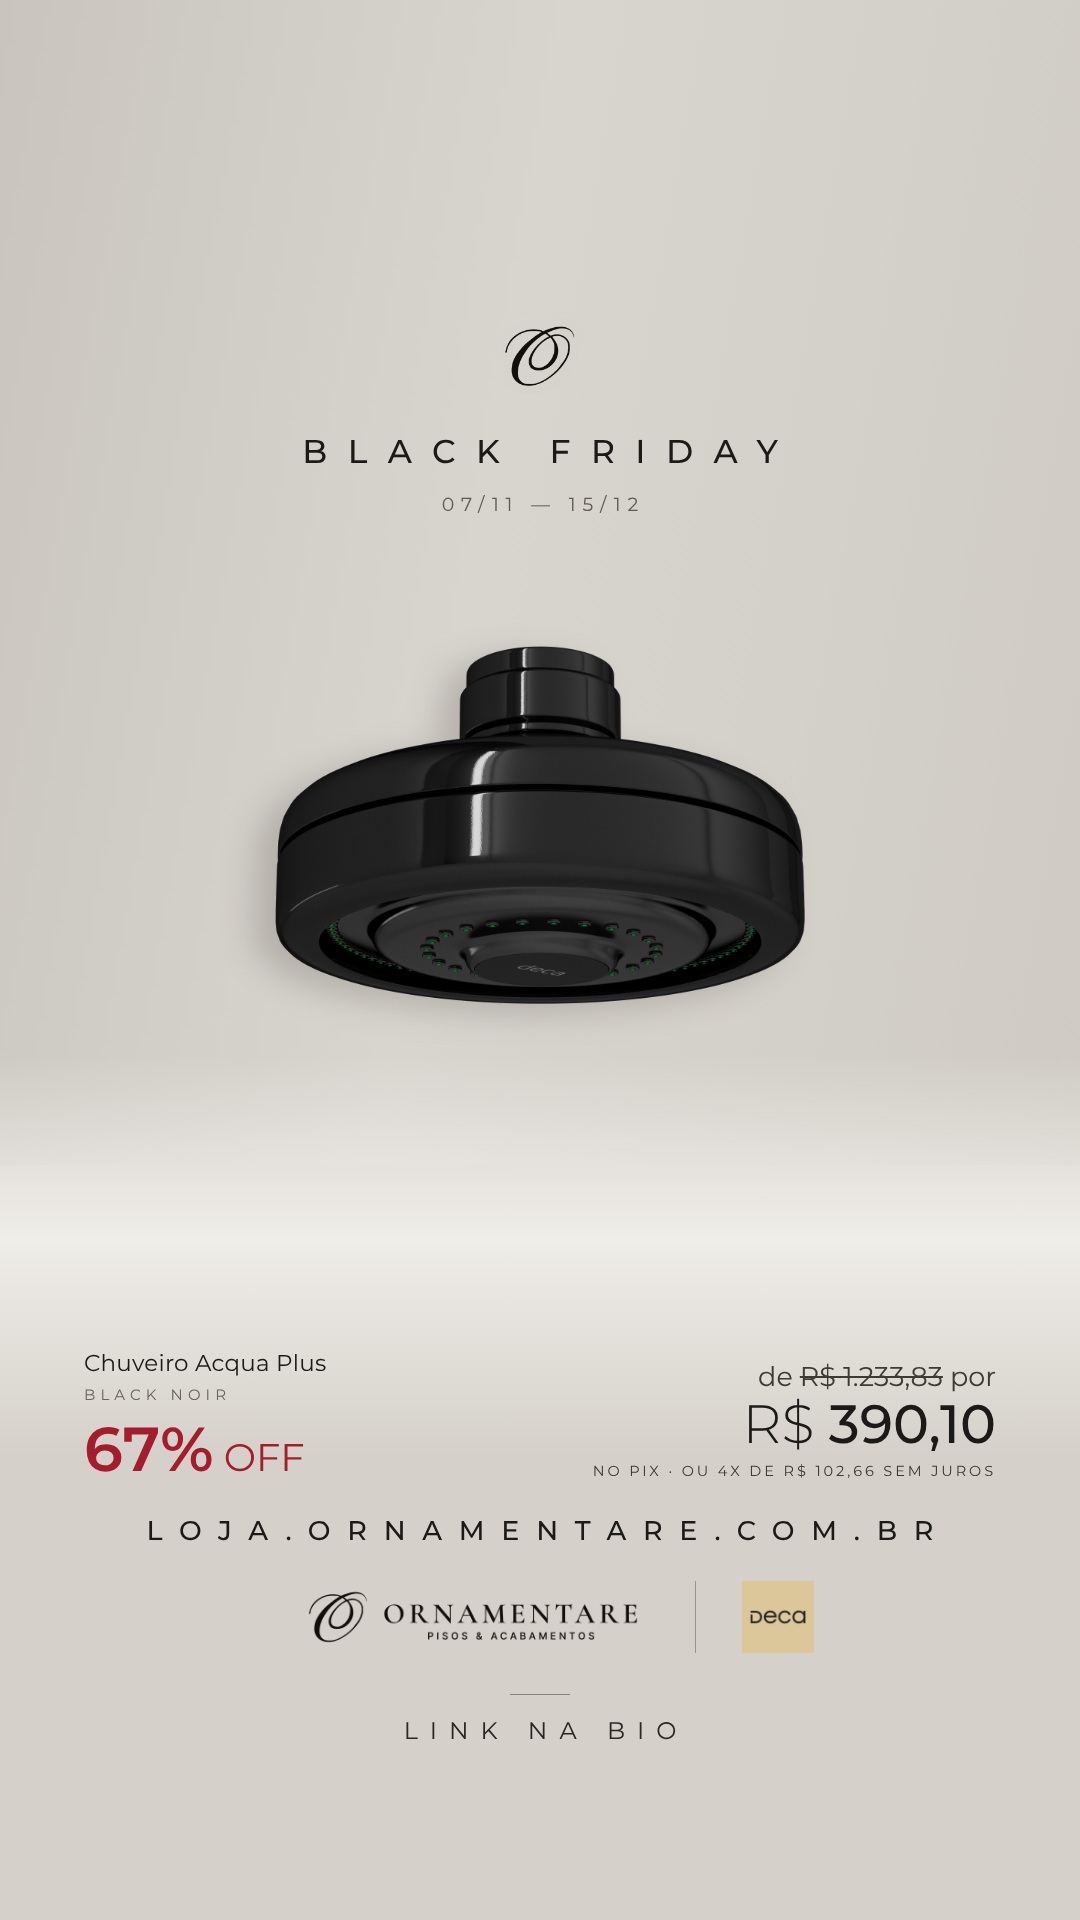 BLACK FRIDAY
07/11 — 15/12
deca
Chuveiro Acqua Plus
BLACK NOIR
67% OFF
de R$ 1.233,83 por
R$ 390,10
NO PIX · OU 4X DE R$ 102,66 SEM JUROS
LOJA.ORNAMENTARE.COM.BR
ORNAMENTARE
PISOS & ACABAMENTOS
Deca
LINK NA BIO